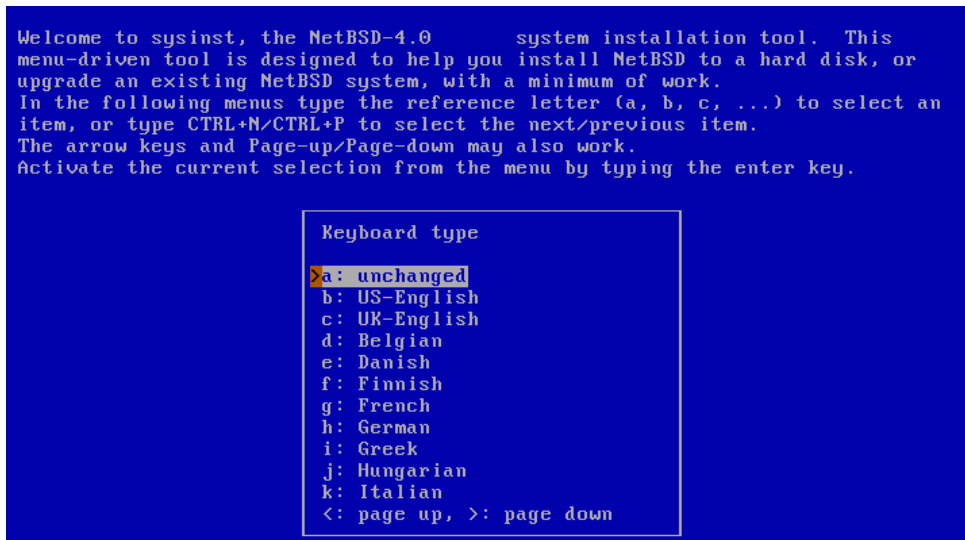 Welcome to sysinst, the NetBSD-4.0 system installation tool. This
menu-driven tool is designed to help you install NetBSD to a hard disk, or
upgrade an existing NetBSD system, with a minimum of work.
In the following menus type the reference letter (a, b, c, ...) to select an
item, or type CTRL+N/CTRL+P to select the next/previous item.
The arrow keys and Page-up/Page-down may also work.
Activate the current selection from the menu by typing the enter key.
Keyboard type
>a: unchanged
b: US-English
c: UK-English
d: Belgian
e: Danish
f: Finnish
g: French
h: German
i: Greek
j: Hungarian
k: Italian
<: page up, >: page down